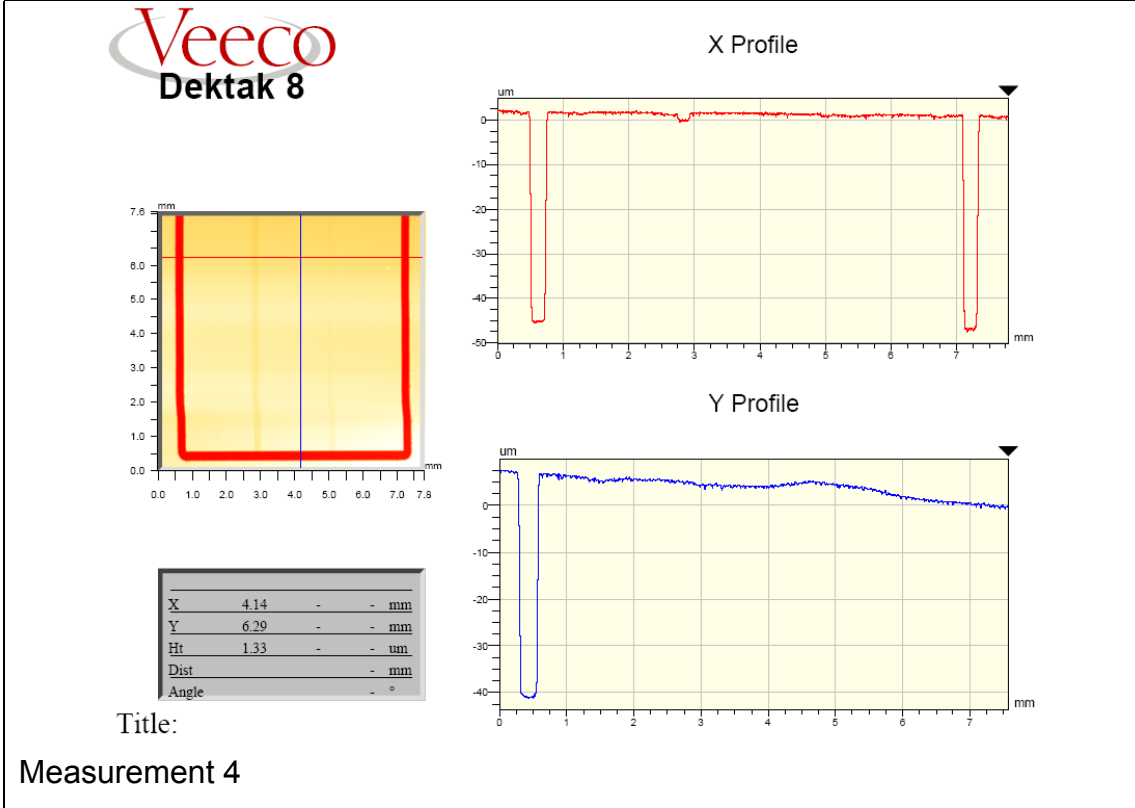 Veeco
Dektak 8
X Profile
um
0
-10
-20
-30
-40
-50
0 1 2 3 4 5 6 7
mm
mm
7.6
6.0
5.0
4.0
3.0
2.0
1.0
0.0
mm
0.0 1.0 2.0 3.0 4.0 5.0 6.0 7.0 7.8
Y Profile
um
0
-10
-20
-30
-40
0 1 2 3 4 5 6 7
mm
X 4.14 - - mm
Y 6.29 - - mm
Ht 1.33 - - um
Dist - mm
Angle - °
Title:
Measurement 4